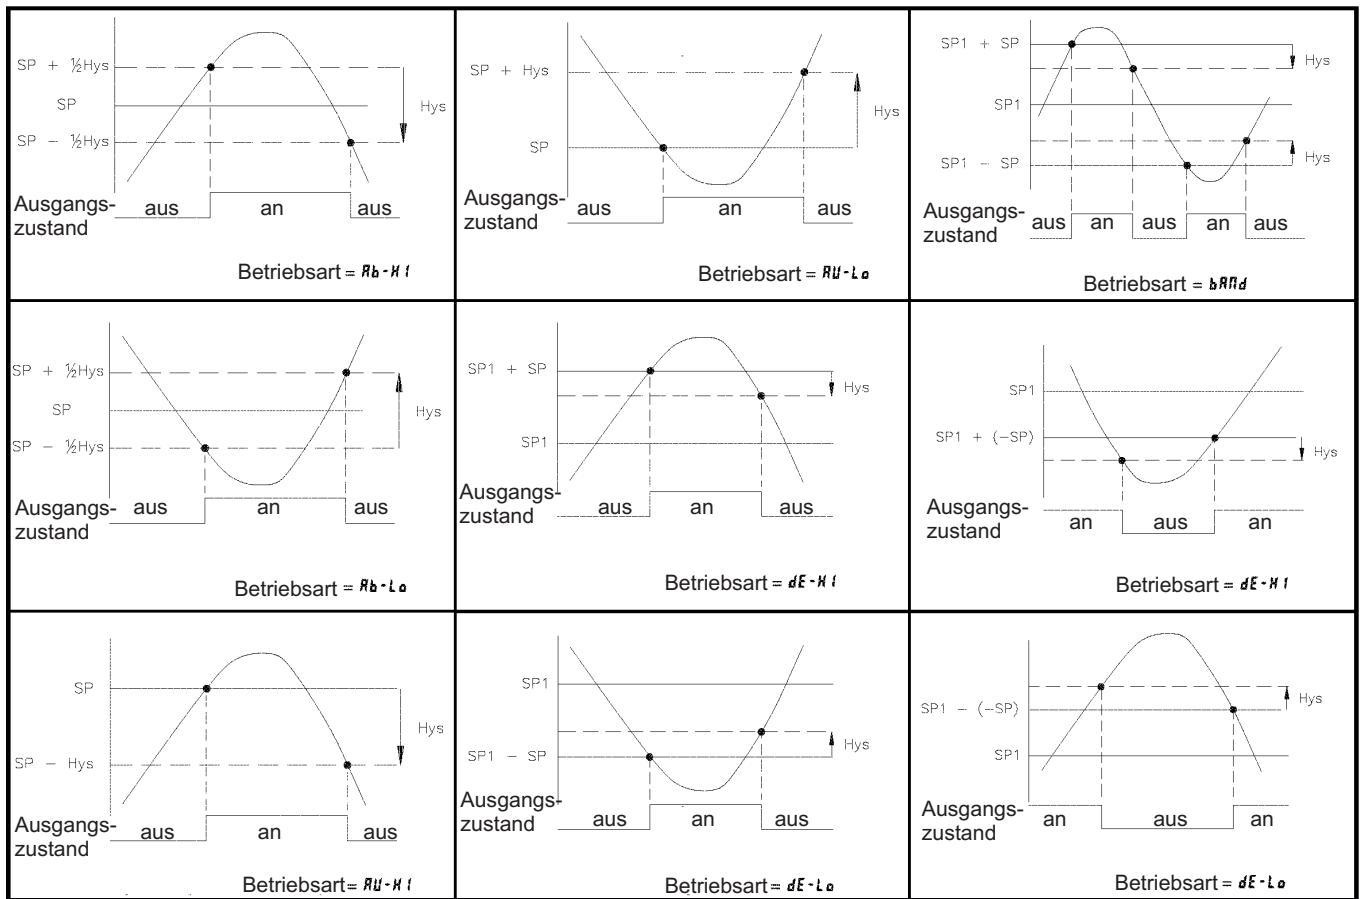 SP + ½Hys
SP
SP − ½Hys
Hys
Ausgangs-
zustand
aus an aus
Betriebsart = Ab-HI
SP + Hys
SP
Hys
aus an aus
Betriebsart = AU-Lo
SP1 + SP
SP1
SP1 − SP
Hys
Hys
Ausgangs-
zustand
aus an aus an aus
Betriebsart = bANd
SP + ½Hys
SP
SP − ½Hys
Hys
Ausgangs-
zustand
aus an aus
Betriebsart = Ab-Lo
SP1 + SP
SP1
Hys
Ausgangs-
zustand
aus an aus
Betriebsart = dE-HI
SP1
SP1 + (−SP)
Hys
Ausgangs-
zustand
an aus an
Betriebsart = dE-HI
SP
SP − Hys
Hys
Ausgangs-
zustand
aus an aus
Betriebsart = AU-HI
SP1
SP1 − SP
Hys
Ausgangs-
zustand
aus an aus
Betriebsart = dE-Lo
SP1 − (−SP)
SP1
Hys
Ausgangs-
zustand
an aus an
Betriebsart = dE-Lo